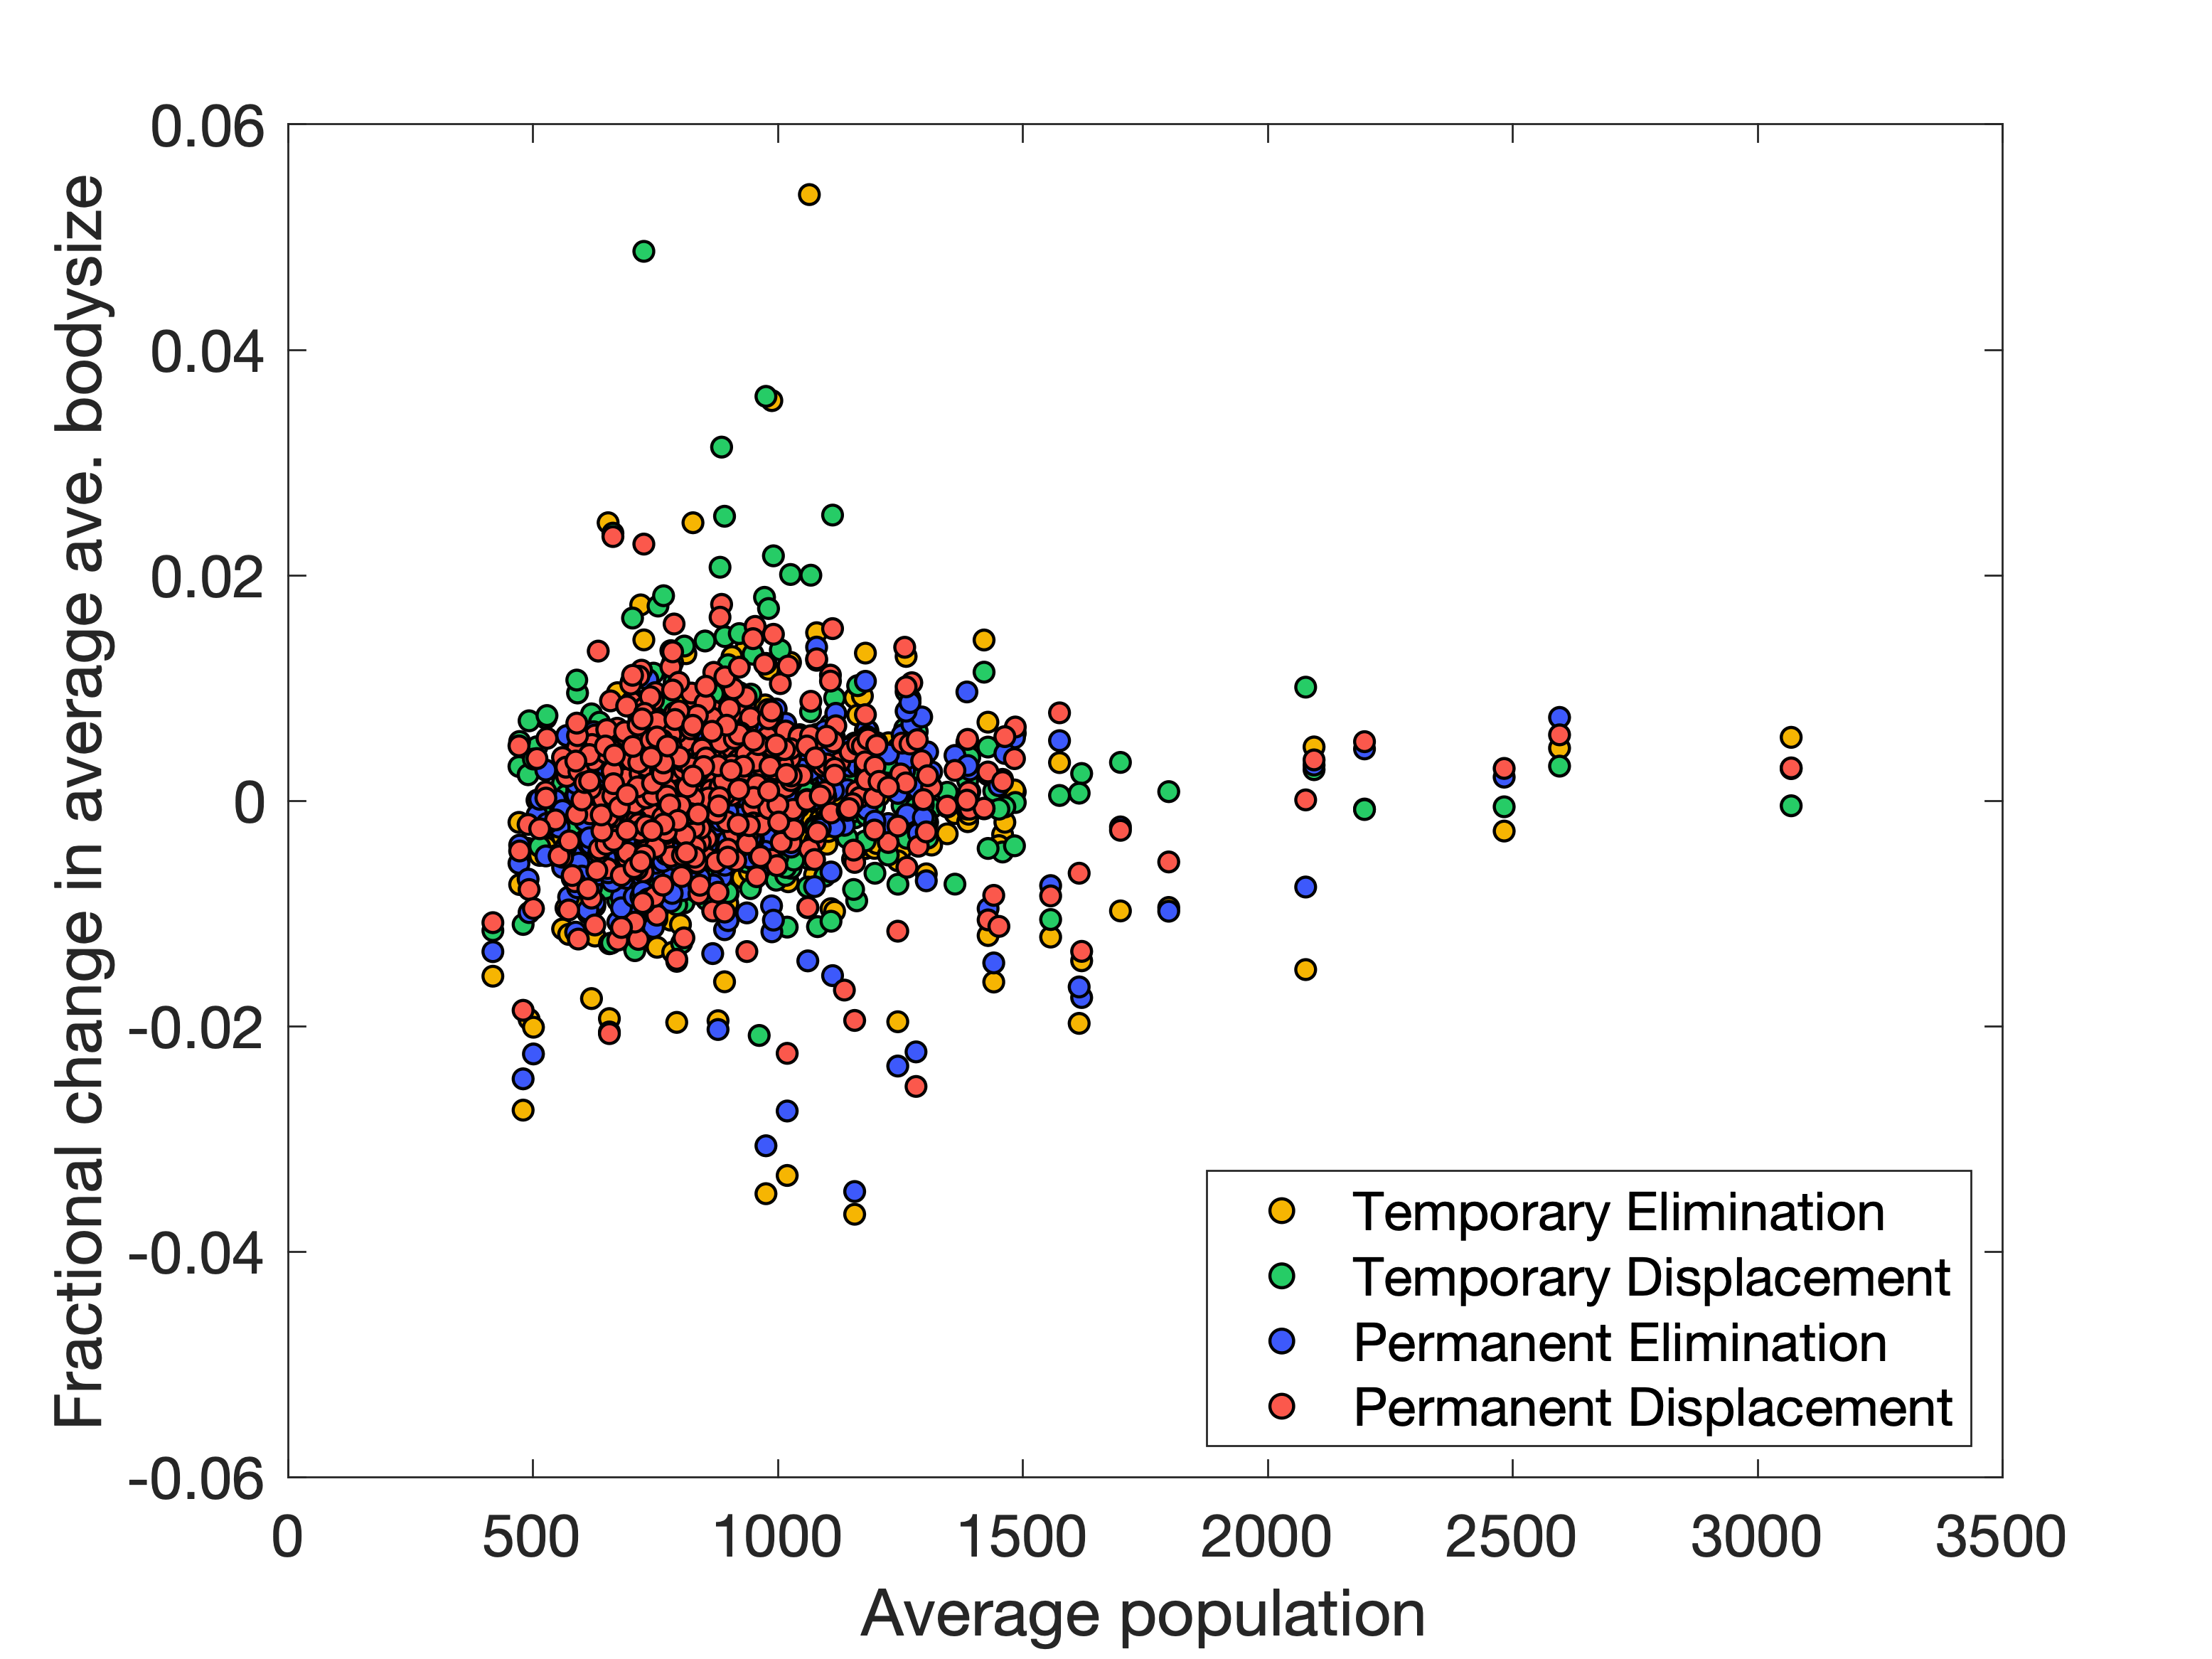 0.06
0.04
0.02
0
-0.02
-0.04
-0.06
Fractional change in average ave. bodysize
0
500
1000
1500
2000
2500
3000
3500
Average population
Temporary Elimination
Temporary Displacement
Permanent Elimination
Permanent Displacement